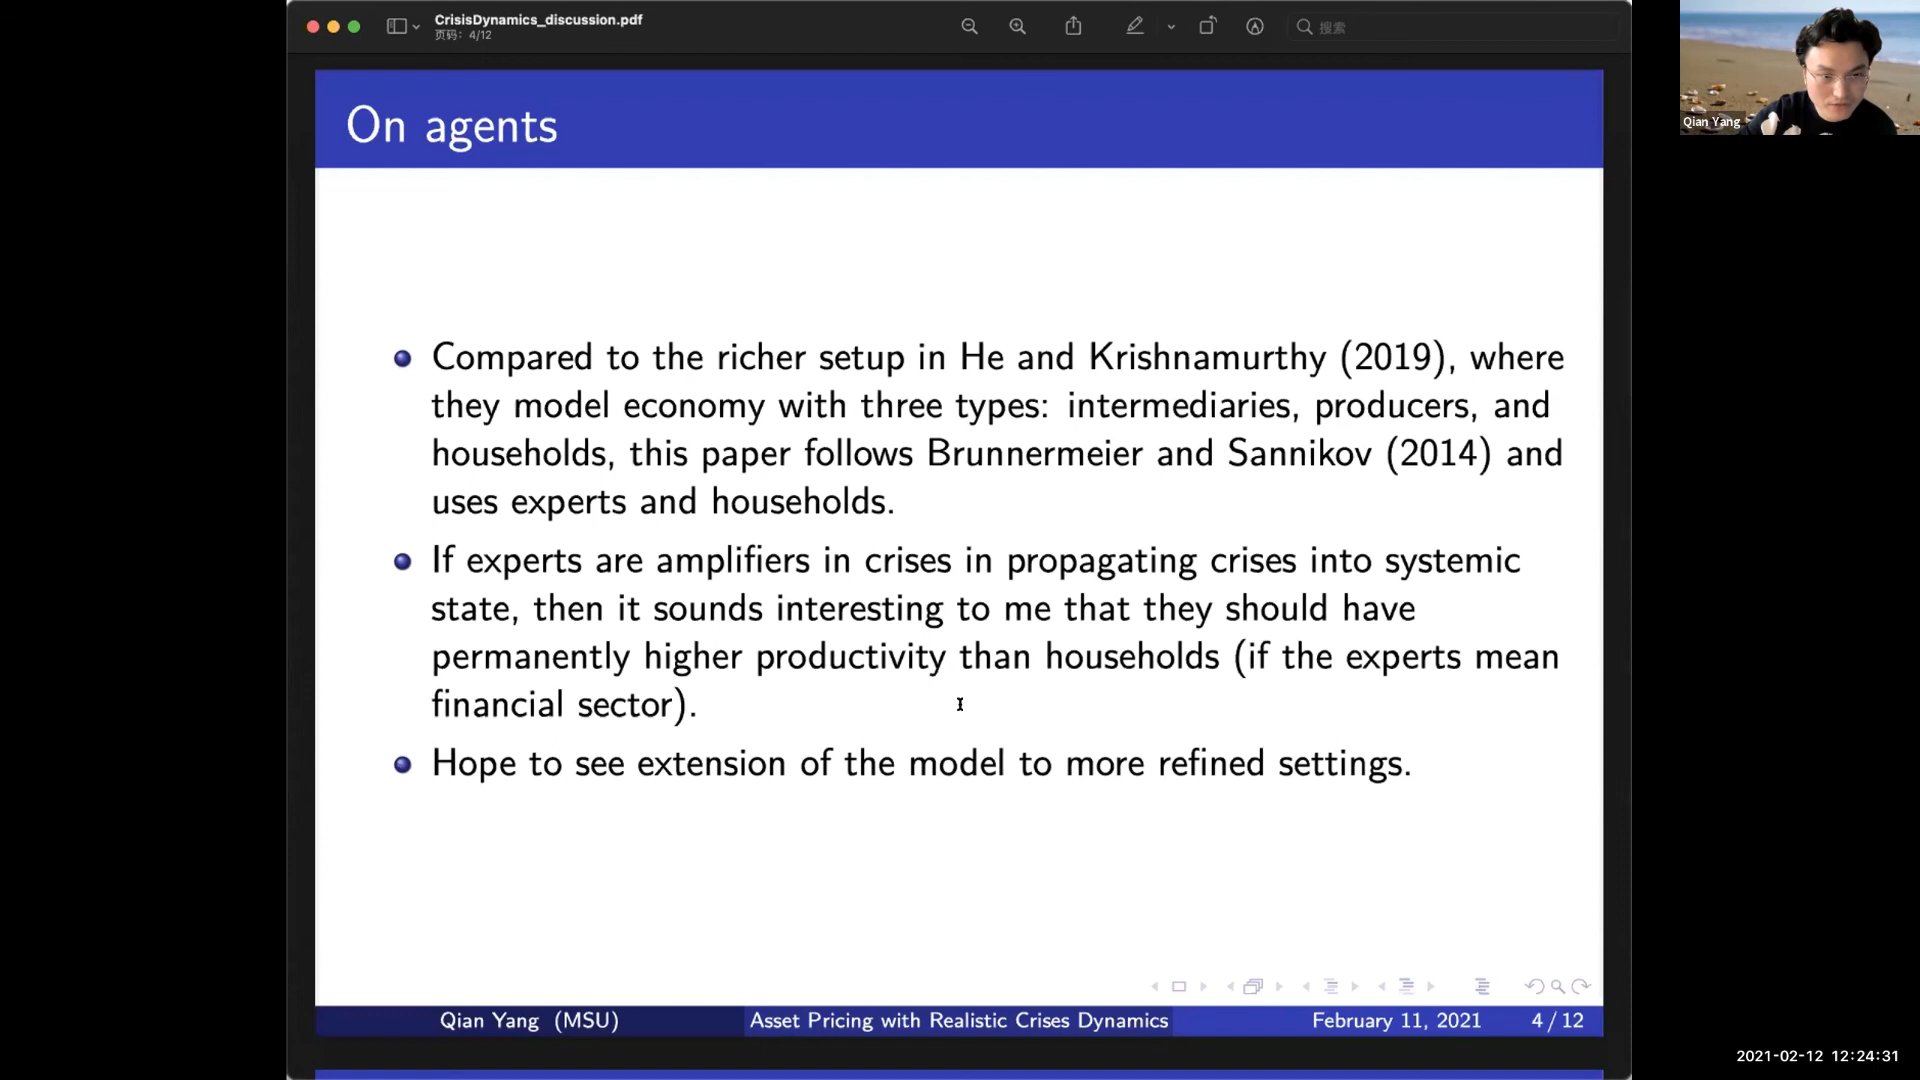 CrisisDynamics_discussion.pdf
页码: 4/12
搜索
Qian Yang
On agents
Compared to the richer setup in He and Krishnamurthy (2019), where
they model economy with three types: intermediaries, producers, and
households, this paper follows Brunnermeier and Sannikov (2014) and
uses experts and households.
If experts are amplifiers in crises in propagating crises into systemic
state, then it sounds interesting to me that they should have
permanently higher productivity than households (if the experts mean
financial sector).
Hope to see extension of the model to more refined settings.
Qian Yang (MSU) Asset Pricing with Realistic Crises Dynamics February 11, 2021 4 / 12
2021-02-12 12:24:31